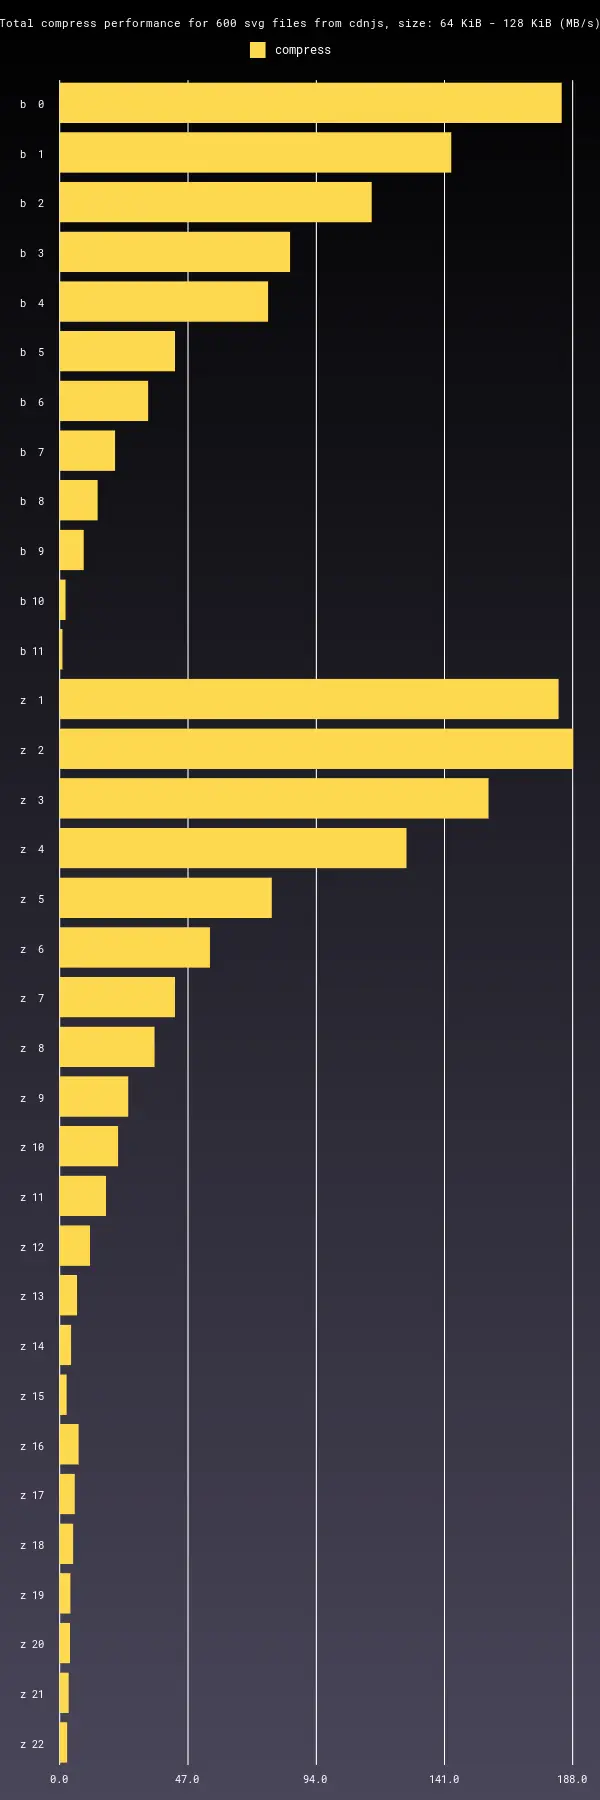 Total compress performance for 600 svg files from cdnjs, size: 64 KiB - 128 KiB (MB/s)
compress
b 0
b 1
b 2
b 3
b 4
b 5
b 6
b 7
b 8
b 9
b 10
b 11
z 1
z 2
z 3
z 4
z 5
z 6
z 7
z 8
z 9
z 10
z 11
z 12
z 13
z 14
z 15
z 16
z 17
z 18
z 19
z 20
z 21
z 22
0.0 47.0 94.0 141.0 188.0